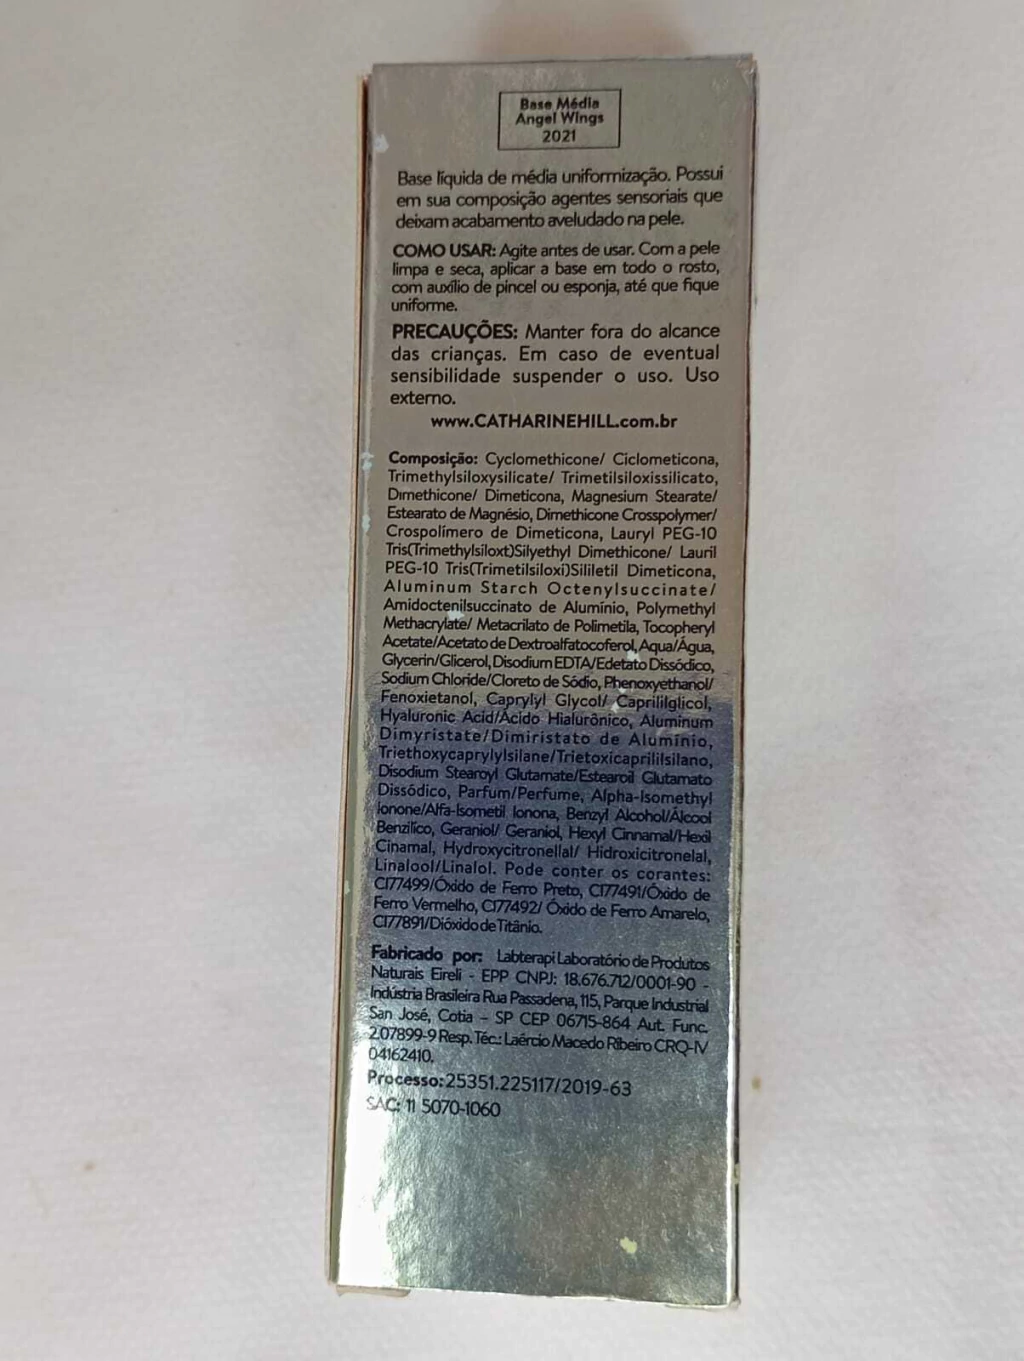 Base Média
Angel Wings
2021
Base líquida de média uniformização. Possui
em sua composição agentes sensoriais que
deixam acabamento aveludado na pele.
COMO USAR: Agite antes de usar. Com a pele
limpa e seca, aplicar a base em todo o rosto,
com auxílio de pincel ou esponja, até que fique
uniforme.
PRECAUÇÕES: Manter fora do alcance
das crianças. Em caso de eventual
sensibilidade suspender o uso. Uso
externo.
www.CATHARINEHILL.com.br
Composição: Cyclomethicone/ Ciclometicona,
Trimethylsiloxysilicate/ Trimetilsiloxissilicato,
Dimethicone/ Dimeticona, Magnesium Stearate/
Estearato de Magnésio, Dimethicone Crosspolymer/
Crospolímero de Dimeticona, Lauryl PEG-10
Tris(Trimethylsiloxt)Silyethyl Dimethicone/ Lauril
PEG-10 Tris(Trimetilsiloxi)Sililetil Dimeticona,
Aluminum Starch Octenylsuccinate/
Amidoctenilsuccinato de Alumínio, Polymethyl
Methacrylate/ Metacrilato de Polimetila, Tocopheryl
Acetate/Acetato de Dextroalfatocoferol, Aqua/Água,
Glycerin/Glicerol, Disodium EDTA/Edetato Dissódico,
Sodium Chloride/Cloreto de Sódio, Phenoxyethanol/
Fenoxietanol, Caprylyl Glycol/ Caprililglicol,
Hyaluronic Acid/Ácido Hialurônico, Aluminum
Dimyristate/Dimiristato de Alumínio,
Triethoxycaprylylsilane/Trietoxicaprililsilano,
Disodium Stearoyl Glutamate/Estearoil Glutamato
Dissódico, Parfum/Perfume, Alpha-Isomethyl
Ionone/Alfa-Isometil Ionona, Benzyl Alcohol/Álcool
Benzílico, Geraniol/ Geraniol, Hexyl Cinnamal/Hexil
Cinamal, Hydroxycitronellal/ Hidroxicitronelal,
Linalool/Linalol. Pode conter os corantes:
CI77499/Óxido de Ferro Preto, CI77491/Óxido de
Ferro Vermelho, CI77492/ Óxido de Ferro Amarelo,
CI77891/Dióxido de Titânio.
Fabricado por: Labterapi Laboratório de Produtos
Naturais Eireli - EPP CNPJ: 18.676.712/0001-90 -
Indústria Brasileira Rua Passadena, 115, Parque Industrial
San José, Cotia - SP CEP 06715-864 Aut. Func.
2.07899-9 Resp. Téc.: Laércio Macedo Ribeiro CRQ-IV
04162410.
Processo: 25351.225117/2019-63
SAC: 11 5070-1060